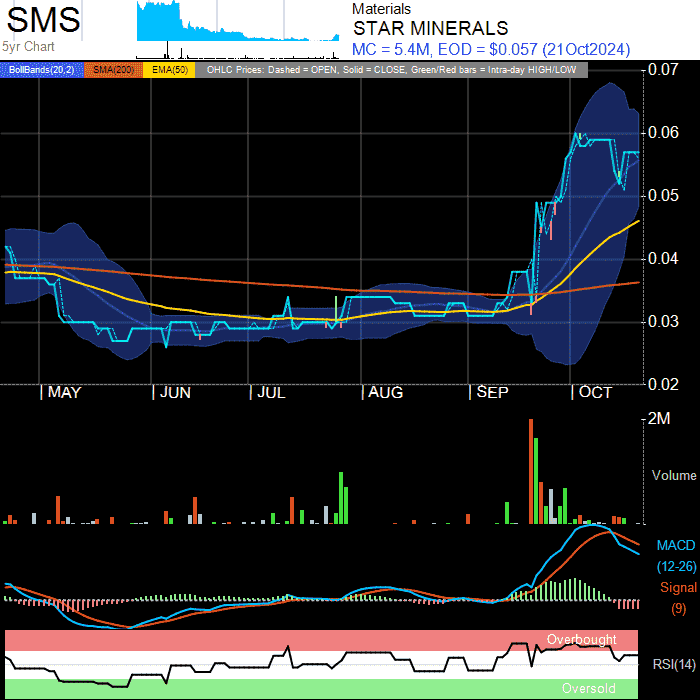 SMS
5yr Chart
Materials
STAR MINERALS
MC = 5.4M, EOD = $0.057 (21Oct2024)
BollBands(20,2) SMA(200) EMA(50) OHLC Prices: Dashed = OPEN, Solid = CLOSE, Green/Red bars = Intra-day HIGH/LOW
0.07
0.06
0.05
0.04
0.03
0.02
MAY JUN JUL AUG SEP OCT
2M
Volume
MACD
(12-26)
Signal
(9)
Overbought
RSI(14)
Oversold